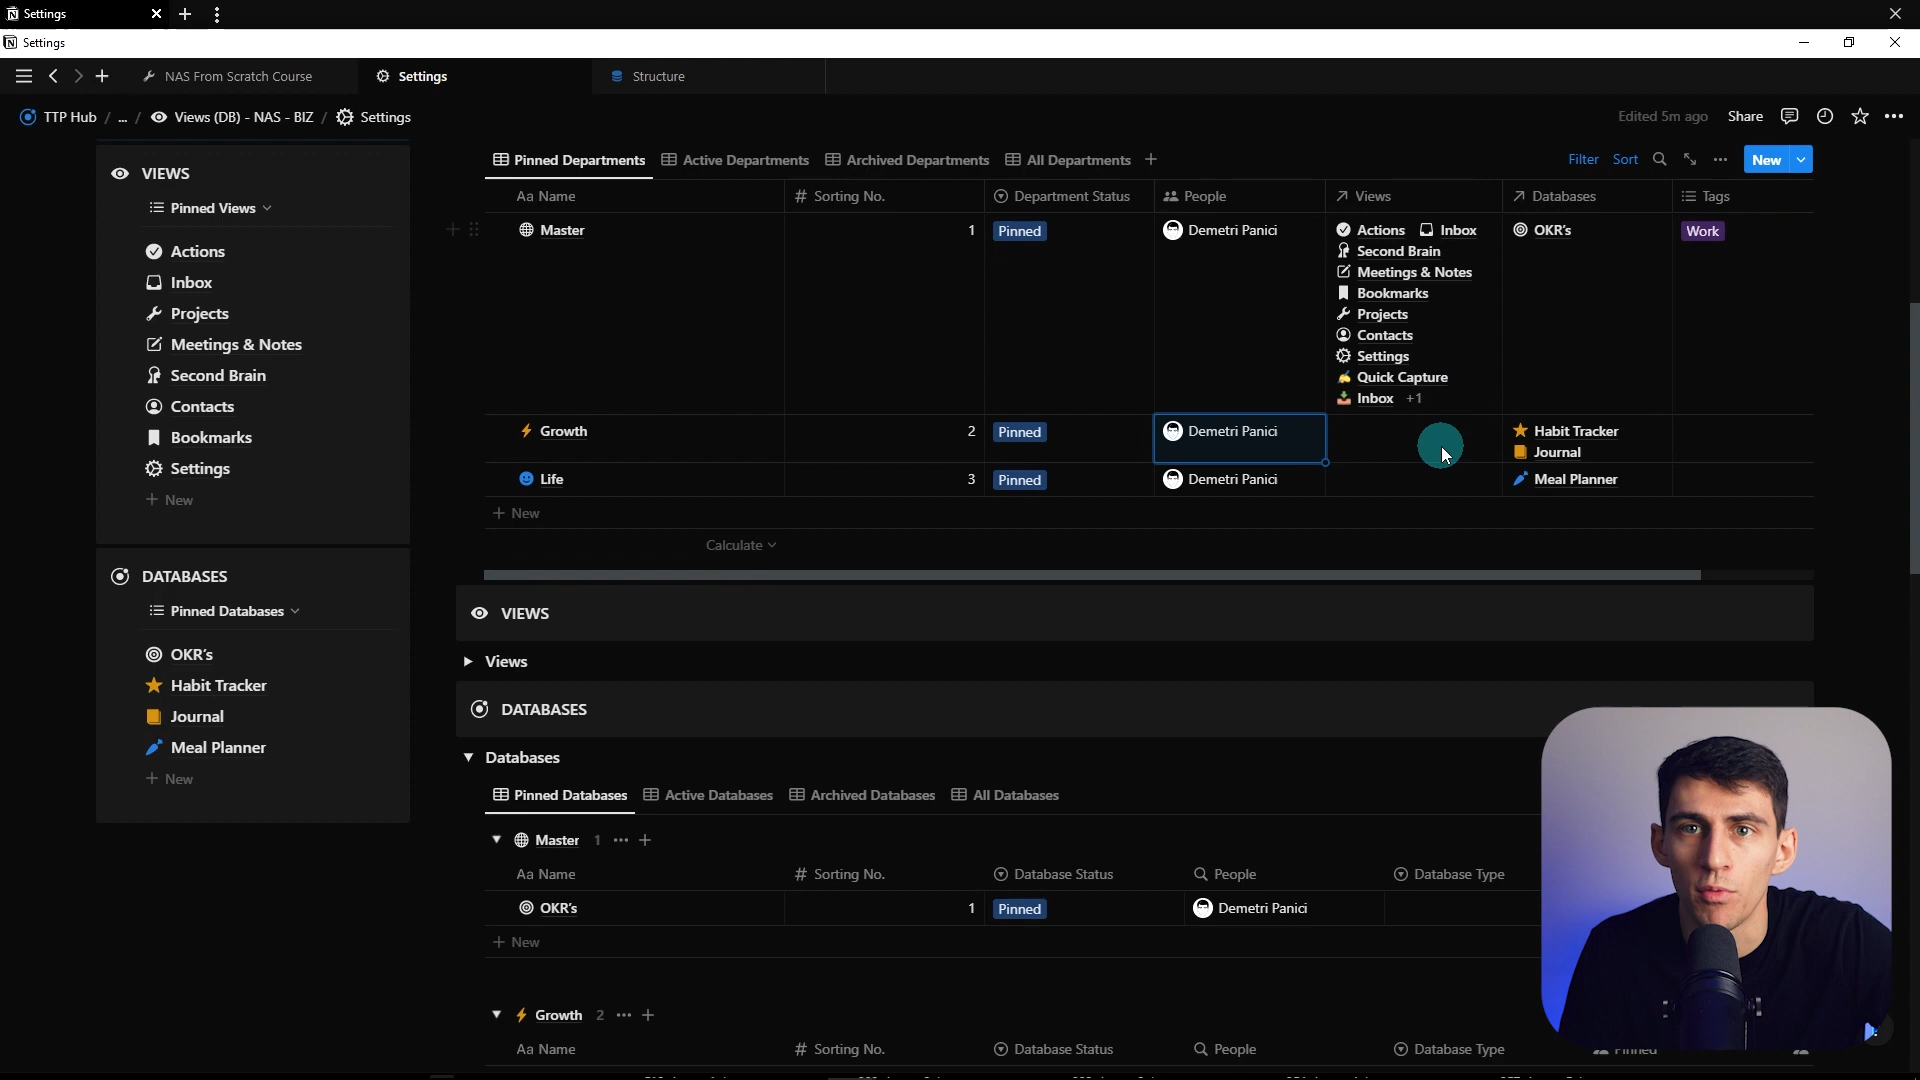 Settings
Settings
NAS From Scratch Course
Settings
Structure
TTP Hub / ... / Views (DB) - NAS - BIZ / Settings
Edited 5m ago
Share
VIEWS
Pinned Views
Actions
Inbox
Projects
Meetings & Notes
Second Brain
Contacts
Bookmarks
Settings
+ New
DATABASES
Pinned Databases
OKR's
Habit Tracker
Journal
Meal Planner
+ New
Pinned Departments Active Departments Archived Departments All Departments +
Filter Sort New
Aa Name # Sorting No. Department Status People Views Databases Tags
Master 1 Pinned Demetri Panici Actions Inbox OKR's Work
Second Brain
Meetings & Notes
Bookmarks
Projects
Contacts
Settings
Quick Capture
Inbox +1
Growth 2 Pinned Demetri Panici Habit Tracker
Journal
Life 3 Pinned Demetri Panici Meal Planner
+ New
Calculate
VIEWS
Views
DATABASES
Databases
Pinned Databases Active Databases Archived Databases All Databases
Master 1 ... +
Aa Name # Sorting No. Database Status People Database Type
OKR's 1 Pinned Demetri Panici
+ New
Growth 2 ... +
Aa Name # Sorting No. Database Status People Database Type